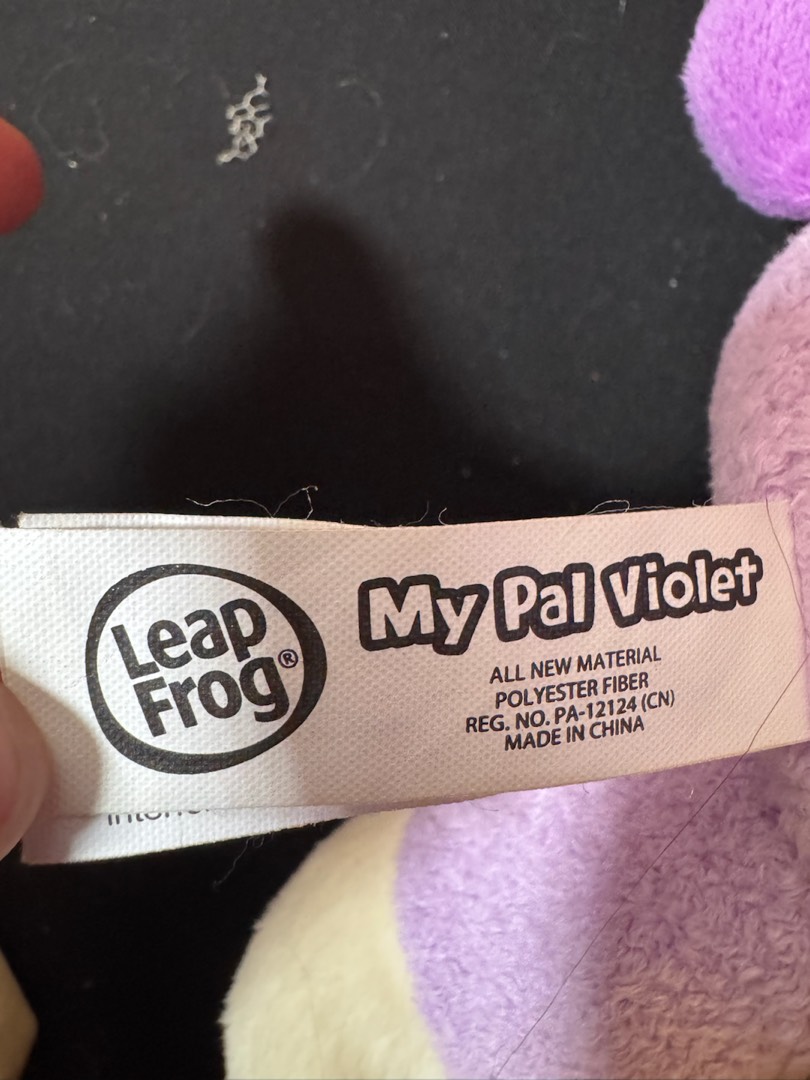 Leap
Frog®
My Pal Violet
ALL NEW MATERIAL
POLYESTER FIBER
REG. NO. PA-12124 (CN)
MADE IN CHINA